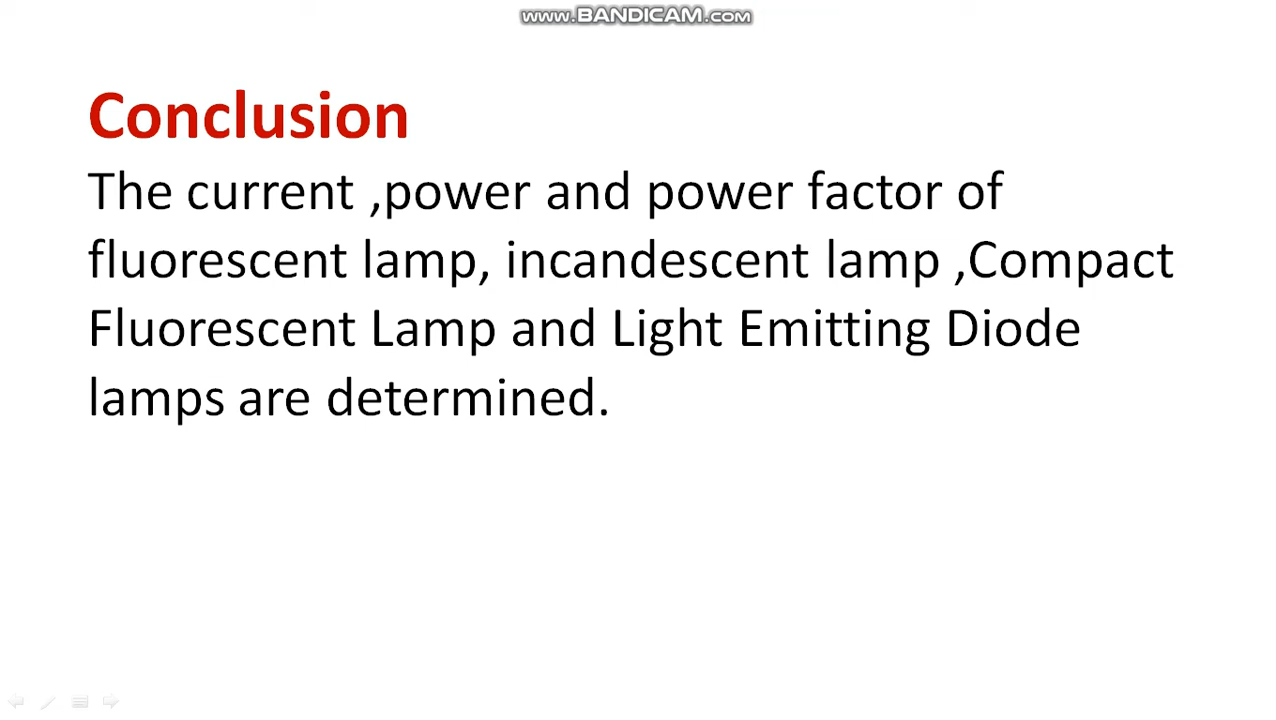 www.BANDICAM.com
Conclusion
The current ,power and power factor of
fluorescent lamp, incandescent lamp ,Compact
Fluorescent Lamp and Light Emitting Diode
lamps are determined.